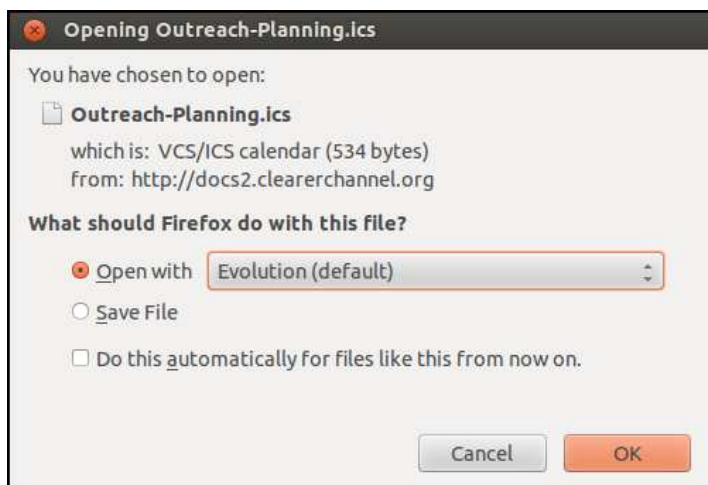 Opening Outreach-Planning.ics
You have chosen to open:
Outreach-Planning.ics
which is: VCS/ICS calendar (534 bytes)
from: http://docs2.clearerchannel.org
What should Firefox do with this file?
Open with Evolution (default)
Save File
Do this automatically for files like this from now on.
Cancel OK